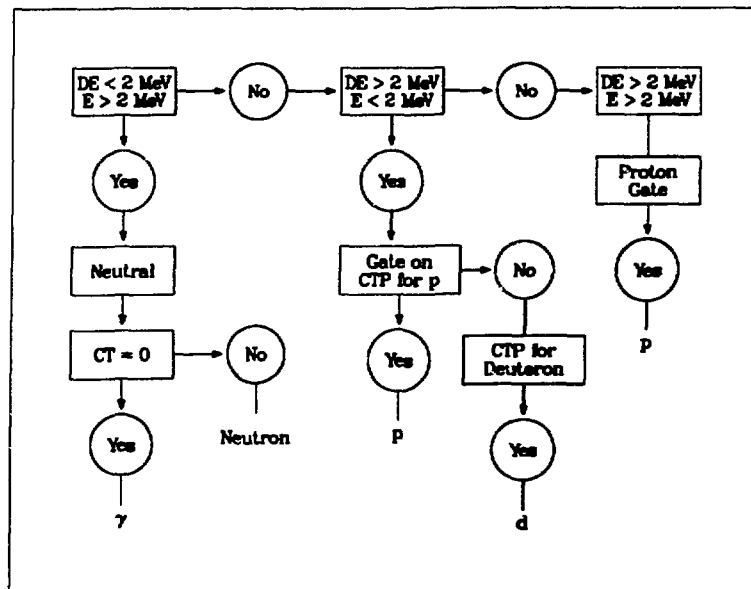 DE < 2 MeV
E > 2 MeV
No
DE > 2 MeV
E < 2 MeV
No
DE > 2 MeV
E > 2 MeV
Yes
Yes
Proton
Gate
Neutral
Gate on
CTP for p
No
Yes
CT = 0
No
Yes
CTP for
Deuteron
p
Yes
Neutron
p
Yes
γ
d